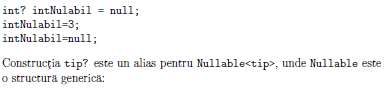 int? intNulabil = null;
intNulabil=3;
intNulabil=null;
Construcţia tip? este un alias pentru Nullable<tip>, unde Nullable este
o structură generică: